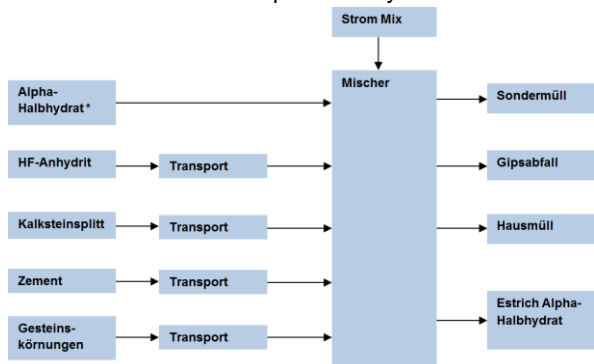 Strom Mix
Mischer
Alpha-
Halbhydrat*
Sondermüll
HF-Anhydrit
Transport
Gipsabfall
Kalksteinsplitt
Transport
Hausmüll
Zement
Transport
Estrich Alpha-
Halbhydrat
Gesteins-
körnungen
Transport